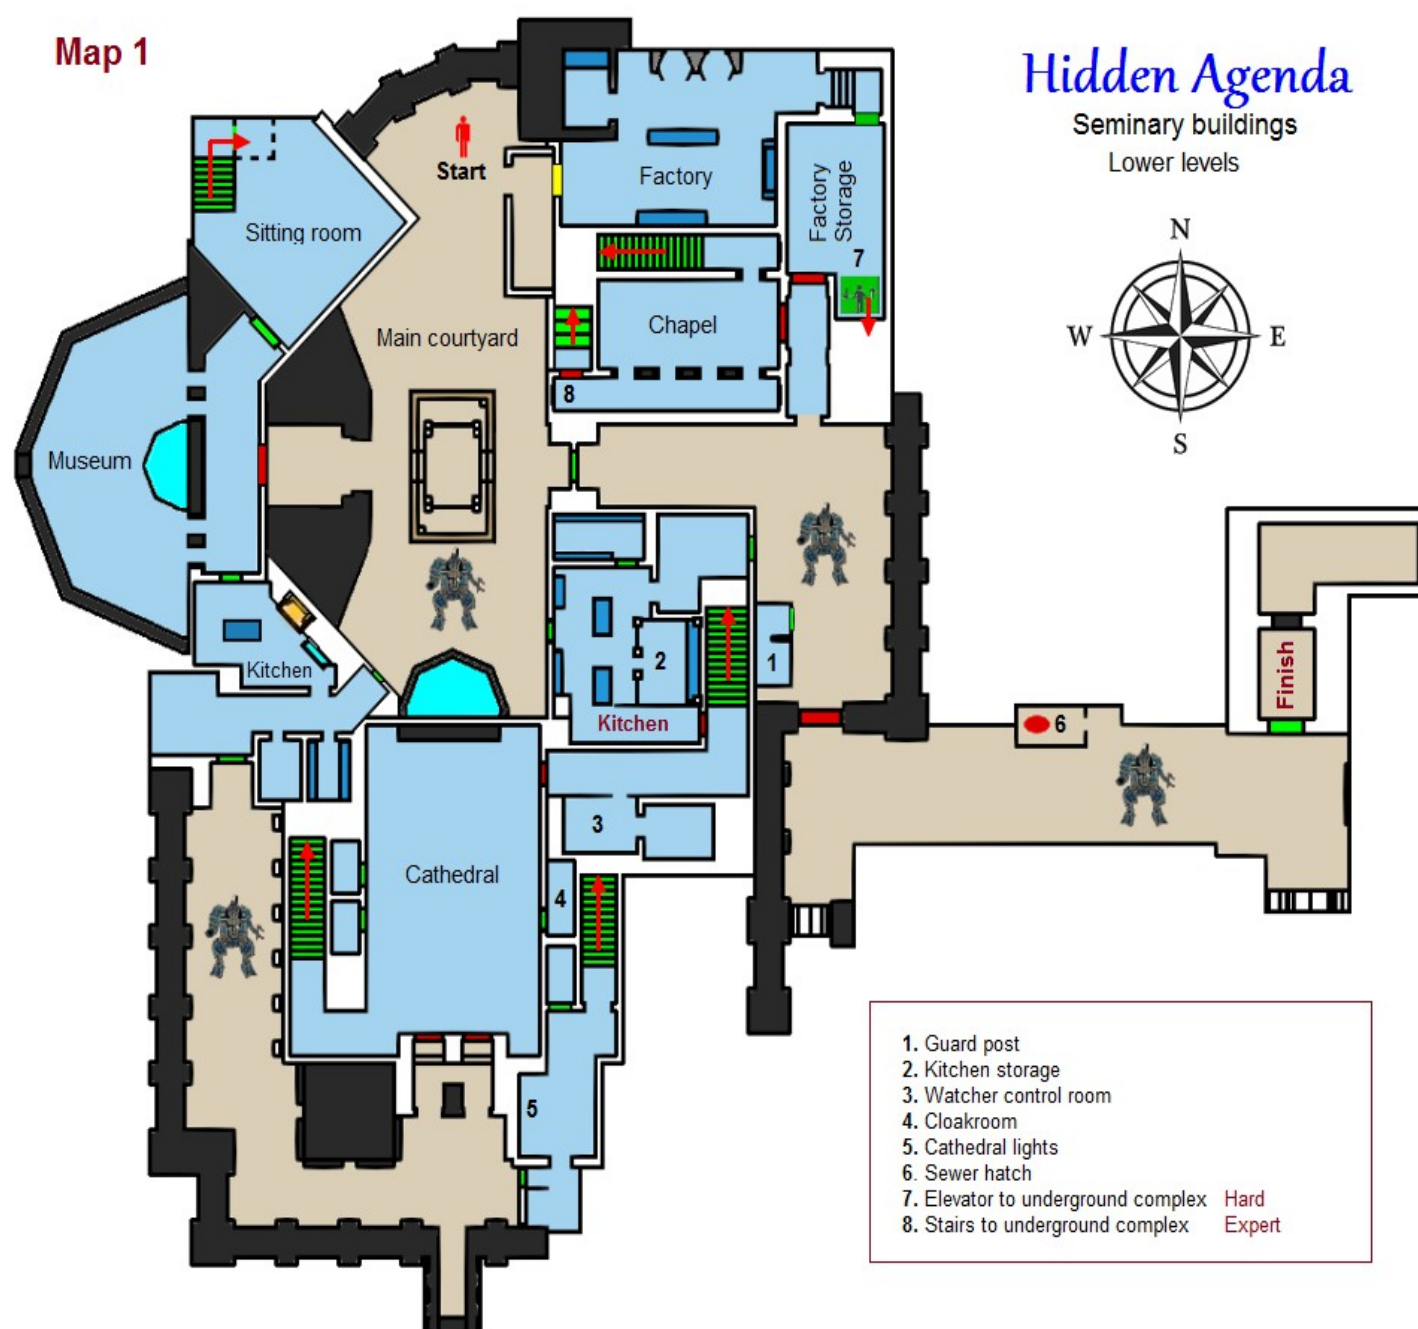 Map 1
Hidden Agenda
Seminary buildings
Lower levels
Start
Factory
Factory
Storage
7
Sitting room
N
W
E
S
Main courtyard
Chapel
8
Museum
1
2
Kitchen
Kitchen
Finish
6
3
Cathedral
4
5
1. Guard post
2. Kitchen storage
3. Watcher control room
4. Cloakroom
5. Cathedral lights
6. Sewer hatch
7. Elevator to underground complex Hard
8. Stairs to underground complex Expert